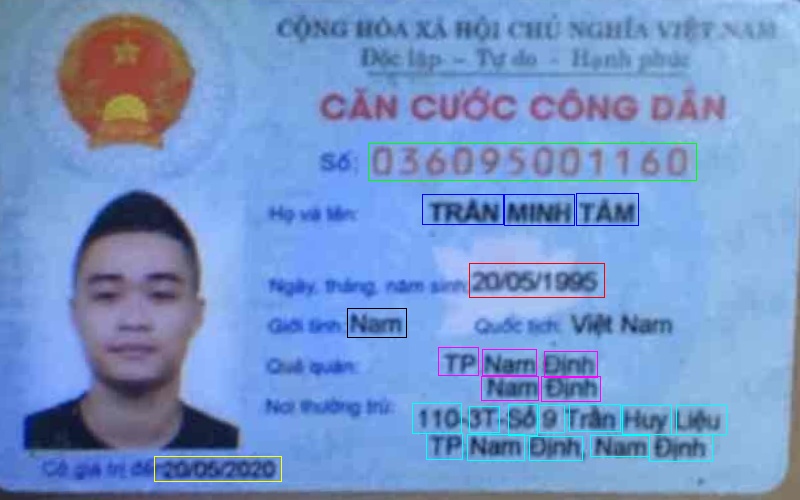 CỘNG HÒA XÃ HỘI CHỦ NGHĨA VIỆT NAM
Độc lập - Tự do - Hạnh phúc
CĂN CƯỚC CÔNG DÂN
Số: 036095001160
Họ và tên: TRẦN MINH TÂM
Ngày, tháng, năm sinh: 20/05/1995
Giới tính: Nam Quốc tịch: Việt Nam
Quê quán: TP Nam Định
Nam Định
Nơi thường trú: 110-3T-Số 9 Trần Huy Liệu
TP Nam Định, Nam Định
Có giá trị đến 20/05/2020